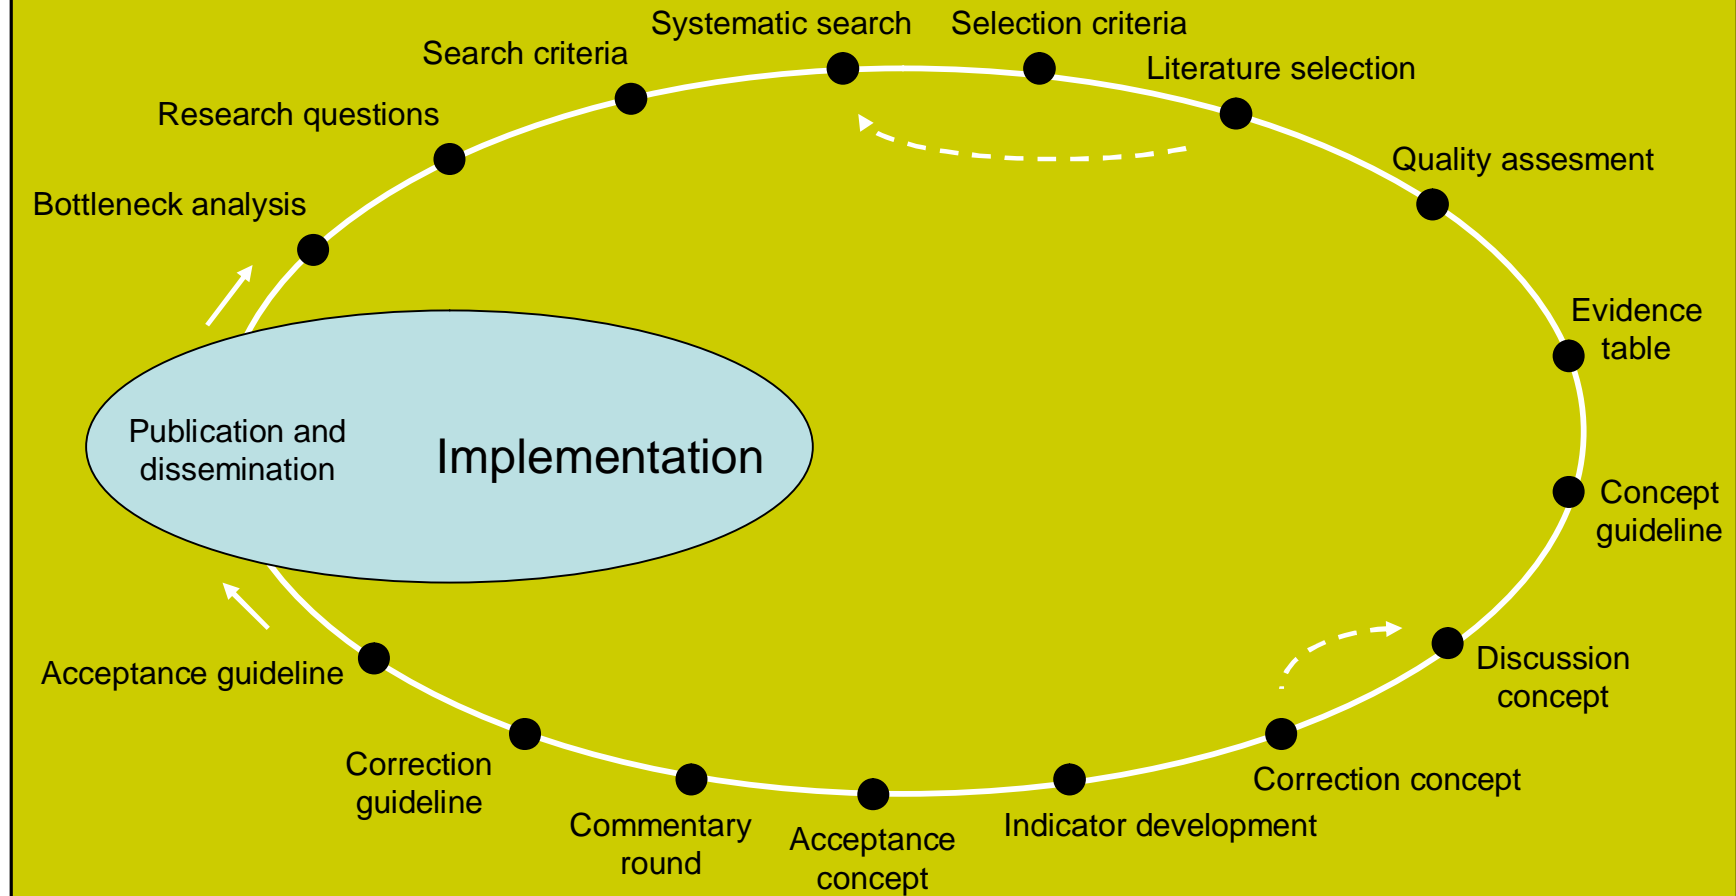 Systematic search
Selection criteria
Search criteria
Literature selection
Research questions
Quality assesment
Bottleneck analysis
Evidence
table
Publication and
dissemination
Implementation
Concept
guideline
Discussion
concept
Acceptance guideline
Correction concept
Correction
guideline
Indicator development
Commentary
round
Acceptance
concept